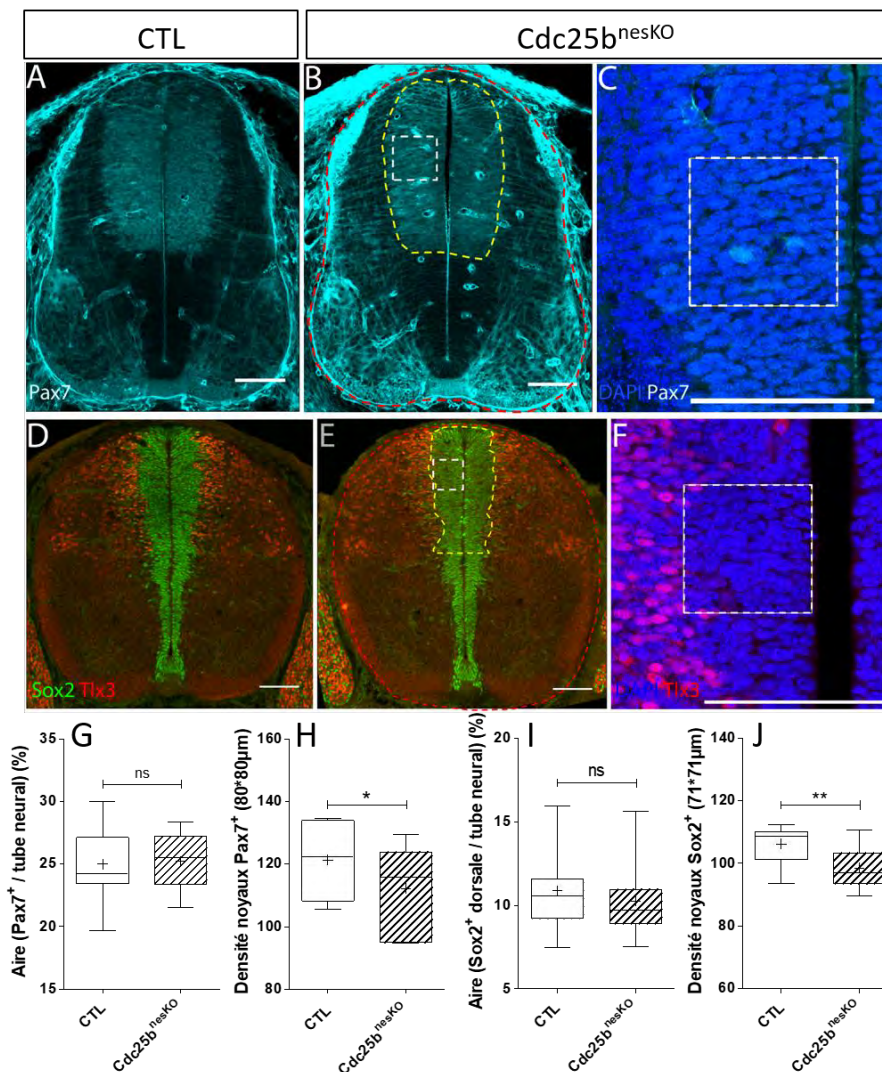 CTL
Cdc25b^nesKO
A
B
C
Pax7
DAPI Pax7
D
E
F
Sox2 Tlx3
DAPI Tlx3
G
H
I
J
Aire (Pax7+ / tube neural) (%)
35
30
25
20
15
ns
CTL
Cdc25b^nesKO
Densité noyaux Pax7+ (80*80µm)
160
140
120
100
80
*
CTL
Cdc25b^nesKO
Aire (Sox2+ dorsale / tube neural) (%)
20
15
10
5
ns
CTL
Cdc25b^nesKO
Densité noyaux Sox2+ (71*71µm)
140
120
100
80
60
**
CTL
Cdc25b^nesKO